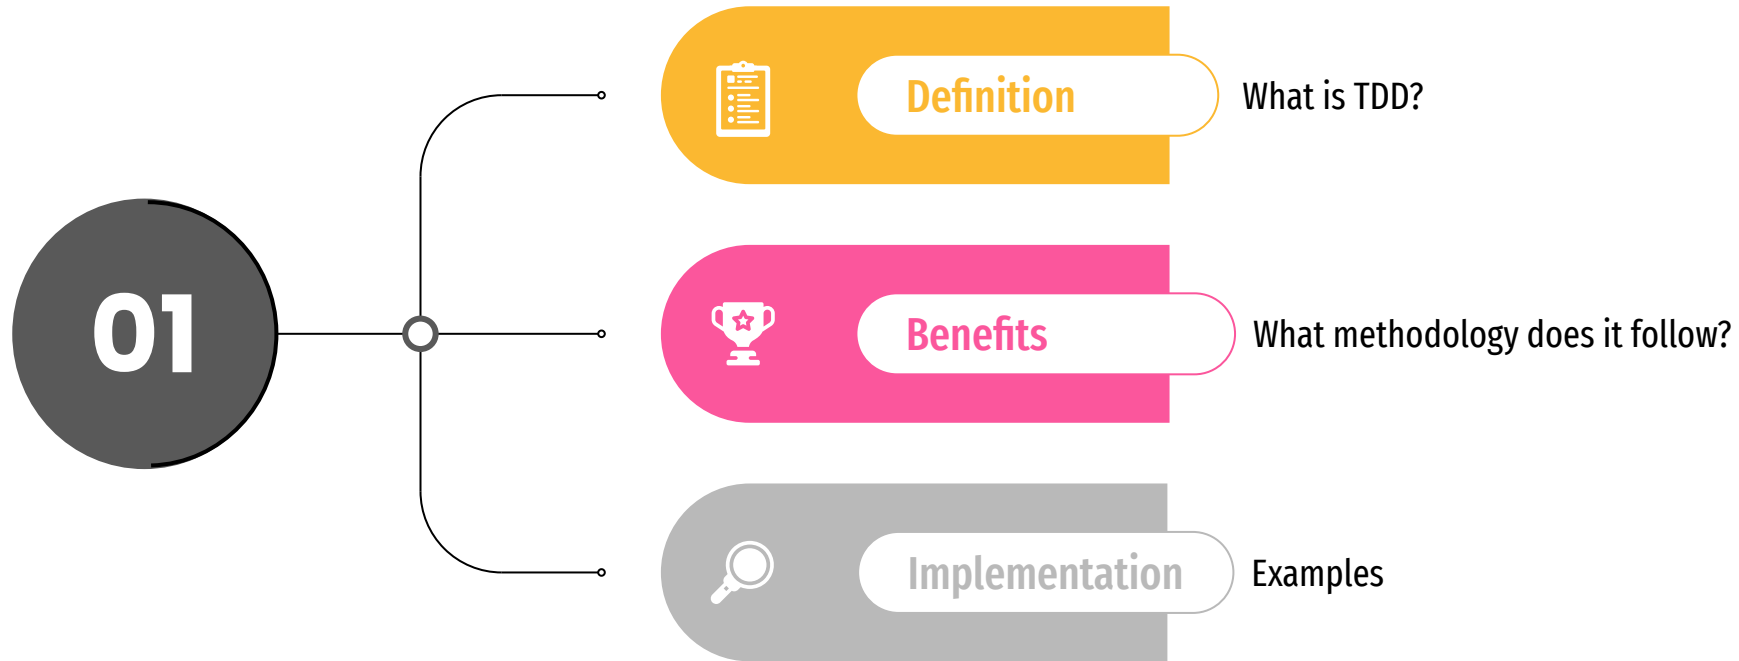 01
Definition
What is TDD?
Benefits
What methodology does it follow?
Implementation
Examples